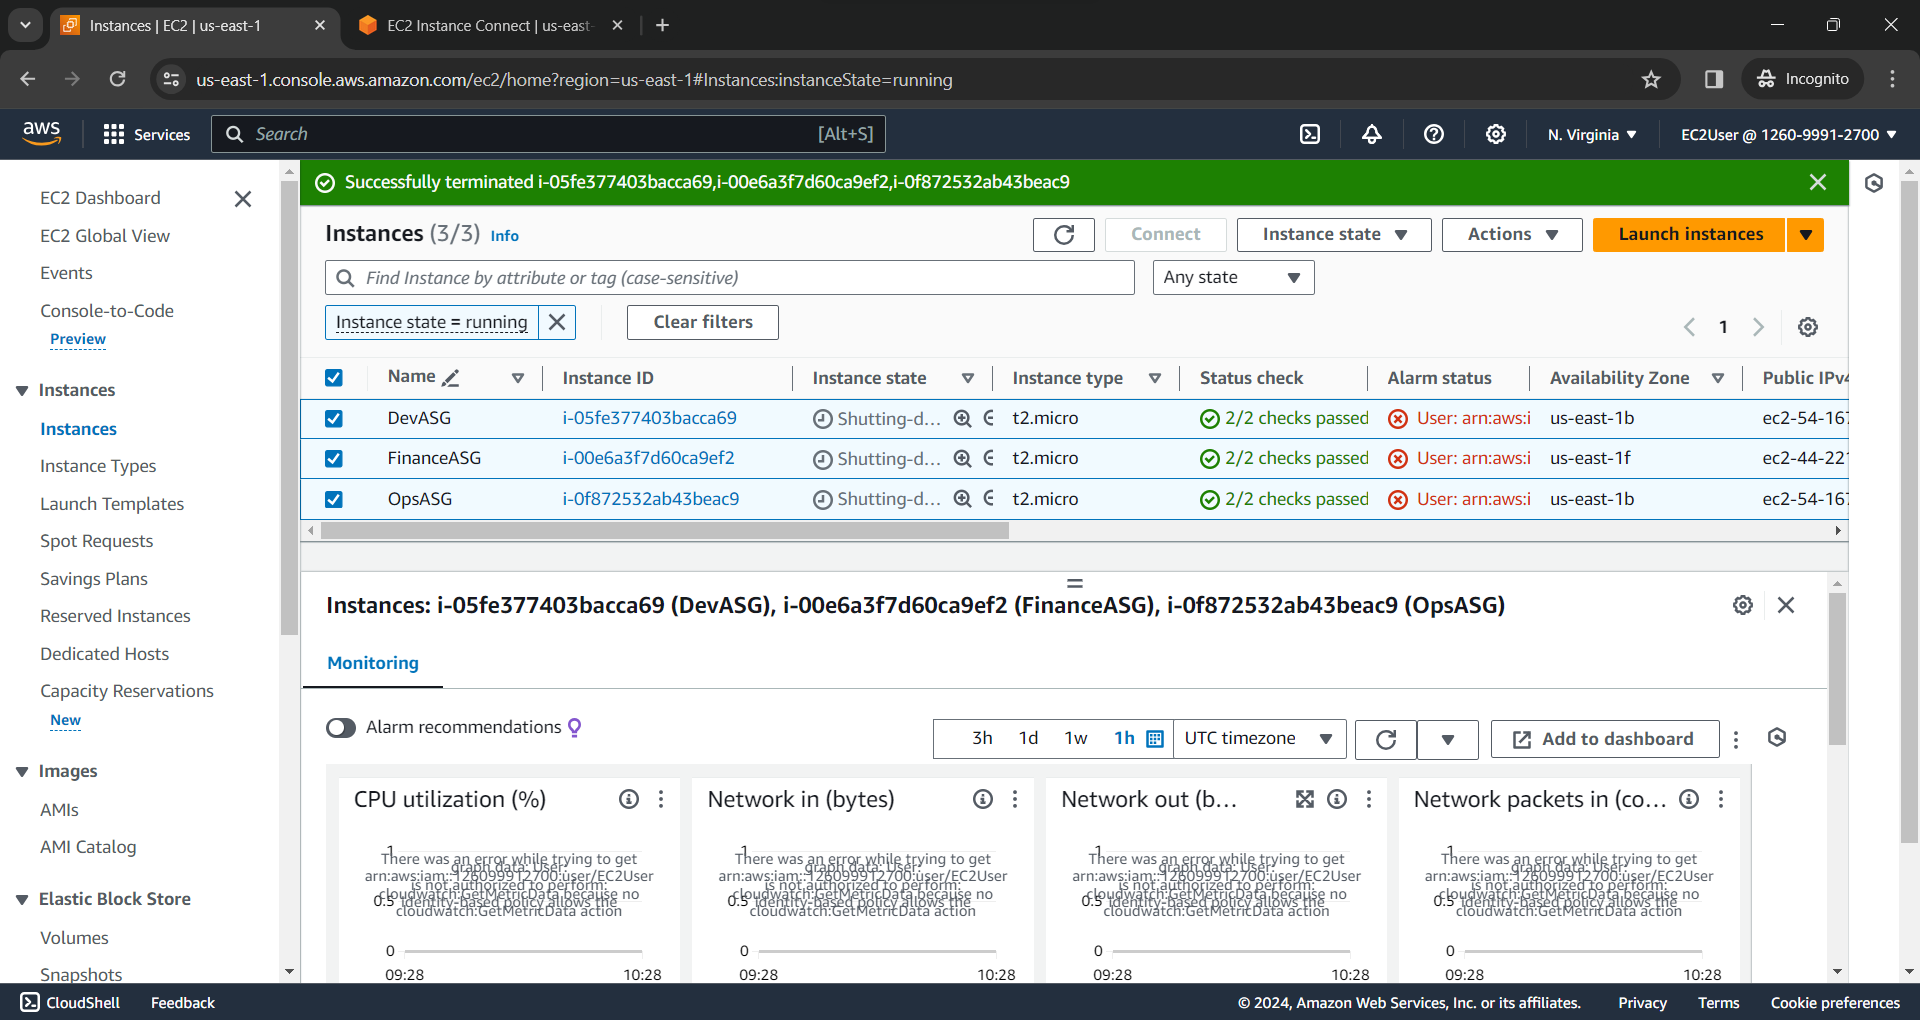 Instances | EC2 | us-east-1
EC2 Instance Connect | us-east-
us-east-1.console.aws.amazon.com/ec2/home?region=us-east-1#Instances:instanceState=running
Incognito
aws
Services
Search
[Alt+S]
N. Virginia
EC2User @ 1260-9991-2700
EC2 Dashboard
EC2 Global View
Events
Console-to-Code
Preview
Instances
Instances
Instance Types
Launch Templates
Spot Requests
Savings Plans
Reserved Instances
Dedicated Hosts
Capacity Reservations
New
Images
AMIs
AMI Catalog
Elastic Block Store
Volumes
Snapshots
Successfully terminated i-05fe377403bacca69,i-00e6a3f7d60ca9ef2,i-0f872532ab43beac9
Instances (3/3) Info
Connect
Instance state
Actions
Launch instances
Find Instance by attribute or tag (case-sensitive)
Any state
Instance state = running
Clear filters
1
Name Instance ID Instance state Instance type Status check Alarm status Availability Zone Public IPv4
DevASG i-05fe377403bacca69 Shutting-d... t2.micro 2/2 checks passed User: arn:aws:i us-east-1b ec2-54-167
FinanceASG i-00e6a3f7d60ca9ef2 Shutting-d... t2.micro 2/2 checks passed User: arn:aws:i us-east-1f ec2-44-221
OpsASG i-0f872532ab43beac9 Shutting-d... t2.micro 2/2 checks passed User: arn:aws:i us-east-1b ec2-54-167
Instances: i-05fe377403bacca69 (DevASG), i-00e6a3f7d60ca9ef2 (FinanceASG), i-0f872532ab43beac9 (OpsASG)
Monitoring
Alarm recommendations
3h 1d 1w 1h UTC timezone
Add to dashboard
CPU utilization (%)
1
There was an error while trying to get
graph data: User:
arn:aws:iam::126099912700:user/EC2User
is not authorized to perform:
cloudwatch:GetMetricData because no
0.5 identity-based policy allows the
cloudwatch:GetMetricData action
0
09:28 10:28
Network in (bytes)
1
There was an error while trying to get
graph data: User:
arn:aws:iam::126099912700:user/EC2User
is not authorized to perform:
cloudwatch:GetMetricData because no
0.5 identity-based policy allows the
cloudwatch:GetMetricData action
0
09:28 10:28
Network out (b...
1
There was an error while trying to get
graph data: User:
arn:aws:iam::126099912700:user/EC2User
is not authorized to perform:
cloudwatch:GetMetricData because no
0.5 identity-based policy allows the
cloudwatch:GetMetricData action
0
09:28 10:28
Network packets in (co...
1
There was an error while trying to get
graph data: User:
arn:aws:iam::126099912700:user/EC2User
is not authorized to perform:
cloudwatch:GetMetricData because no
0.5 identity-based policy allows the
cloudwatch:GetMetricData action
0
09:28 10:28
CloudShell
Feedback
© 2024, Amazon Web Services, Inc. or its affiliates.
Privacy
Terms
Cookie preferences